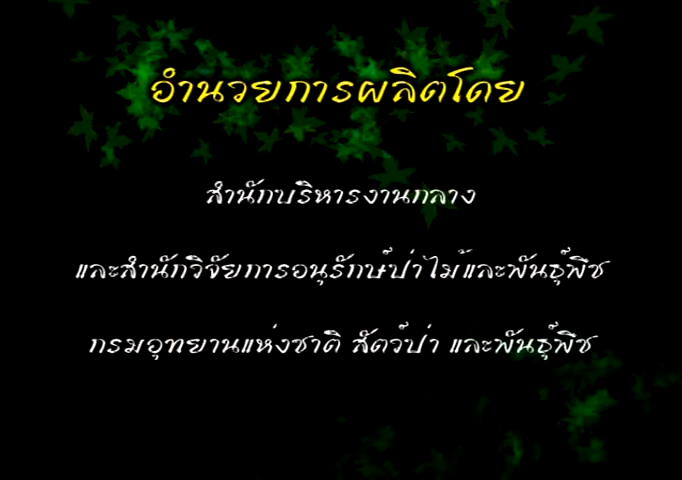 อำนวยการผลิตโดย
สำนักบริหารงานกลาง
และสำนักวิจัยการอนุรักษ์ป่าไม้และพันธุ์พืช
กรมอุทยานแห่งชาติ สัตว์ป่า และพันธุ์พืช